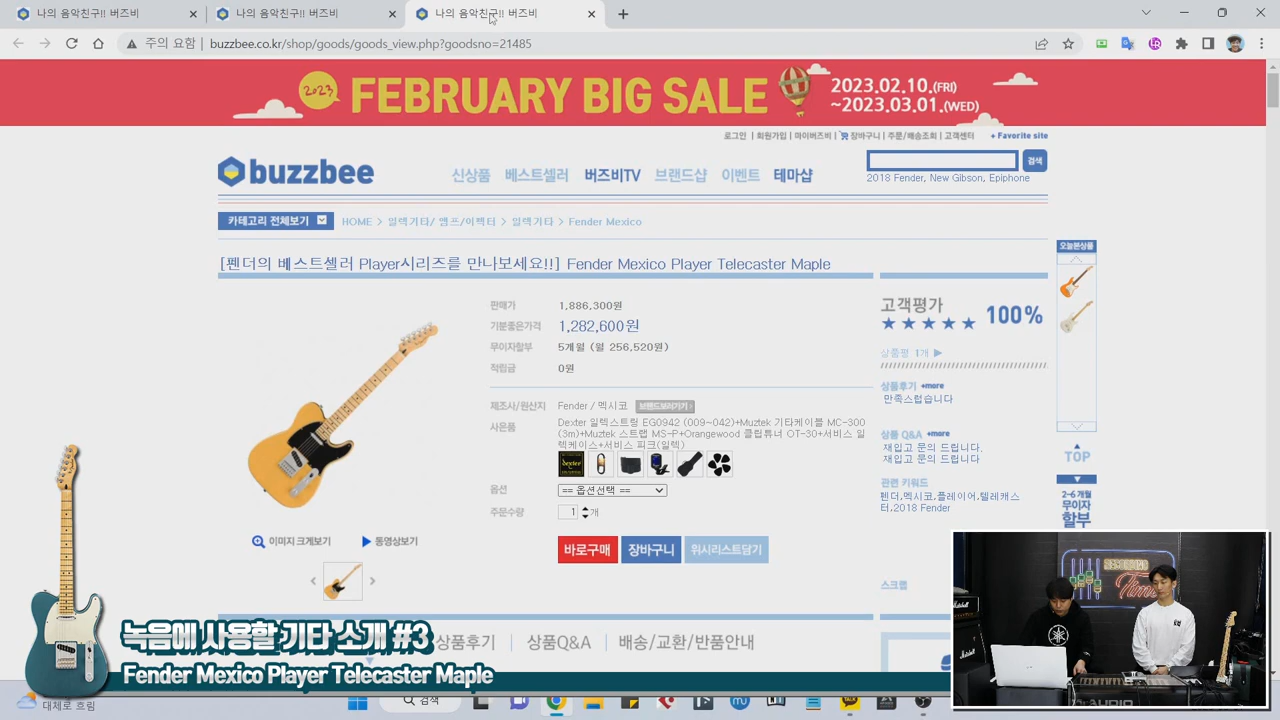 나의 음악친구!! 버즈비
나의 음악친구!! 버즈비
나의 음악친구!! 버즈비
주의 요함
buzzbee.co.kr/shop/goods/goods_view.php?goodsno=21485
2023
FEBRUARY BIG SALE
2023.02.10.(FRI)
~2023.03.01.(WED)
로그인 | 회원가입 | 마이버즈비 | 장바구니 | 주문/배송조회 | 고객센터
+ Favorite site
buzzbee
신상품
베스트셀러
버즈비TV
브랜드샵
이벤트
테마샵
검색
2018 Fender, New Gibson, Epiphone
카테고리 전체보기
HOME > 일렉기타/ 앰프/이펙터 > 일렉기타 > Fender Mexico
오늘본상품
[펜더의 베스트셀러 Player시리즈를 만나보세요!!] Fender Mexico Player Telecaster Maple
판매가 1,886,300원
기분좋은가격 1,282,600원
무이자할부 5개월 (월 256,520원)
적립금 0원
제조사/원산지 Fender / 멕시코 브랜드보러가기>
사은품 Dexter 일렉스트링 EG0942 (009~042)+Muztek 기타케이블 MC-300
(3m)+Muztek 스트랩 MS-P+Orangewood 클립튜너 OT-30+서비스 일
렉케이스+서비스 피크(일렉)
dexter
옵션 == 옵션선택 ==
주문수량 1 개
바로구매
장바구니
위시리스트담기
이미지 크게보기
동영상보기
고객평가
★★★★★ 100%
상품평 1개 ▶
상품후기 +more
만족스럽습니다
상품 Q&A +more
재입고 문의 드립니다.
재입고 문의 드립니다
관련 키워드
펜더,멕시코,플레이어,텔레캐스
터,2018 Fender
스크랩
TOP
2~6 개월
무이자
할부
상품후기
상품Q&A
배송/교환/반품안내
녹음에 사용할 기타 소개 #3
Fender Mexico Player Telecaster Maple
Time
Marshall
대체로 흐림
검색